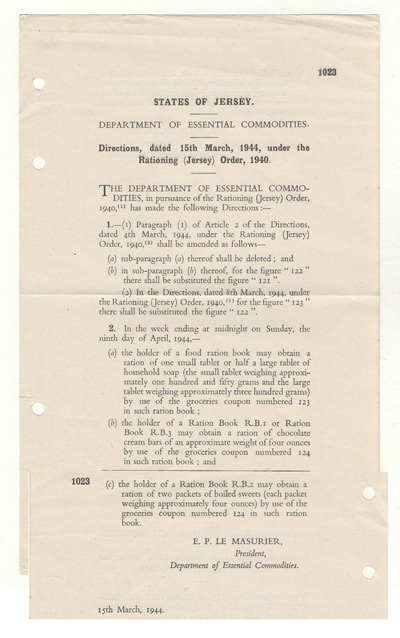 1023
STATES OF JERSEY.
DEPARTMENT OF ESSENTIAL COMMODITIES.
Directions, dated 15th March, 1944, under the
Rationing (Jersey) Order, 1940.
THE DEPARTMENT OF ESSENTIAL COMMO-
DITIES, in pursuance of the Rationing (Jersey) Order,
1940,(1) has made the following Directions :—
1.—(1) Paragraph (1) of Article 2 of the Directions,
dated 4th March, 1944, under the Rationing (Jersey)
Order, 1940,(2) shall be amended as follows—
(a) sub-paragraph (a) thereof shall be deleted ; and
(b) in sub-paragraph (b) thereof, for the figure “ 122 ”
there shall be substituted the figure “ 121 ”.
(2) In the Directions, dated 8th March, 1944, under
the Rationing (Jersey) Order, 1940,(3) for the figure “ 123 ”
there shall be substituted the figure “ 122 ”.
2. In the week ending at midnight on Sunday, the
ninth day of April, 1944,—
(a) the holder of a food ration book may obtain a
ration of one small tablet or half a large tablet of
household soap (the small tablet weighing approxi-
mately one hundred and fifty grams and the large
tablet weighing approximately three hundred grams)
by use of the groceries coupon numbered 123
in such ration book ;
(b) the holder of a Ration Book R.B.1 or Ration
Book R.B.3 may obtain a ration of chocolate
cream bars of an approximate weight of four ounces
by use of the groceries coupon numbered 124
in such ration book ; and
1023
(c) the holder of a Ration Book R.B.2 may obtain a
ration of two packets of boiled sweets (each packet
weighing approximately four ounces) by use of the
groceries coupon numbered 124 in such ration
book.
E. P. LE MASURIER,
President,
Department of Essential Commodities.
15th March, 1944.